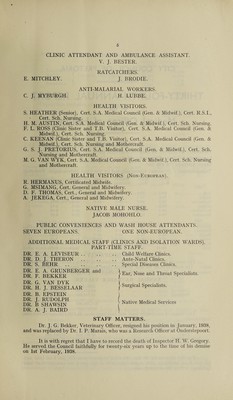 8
CLINIC ATTENDANT AND AMBULANCE ASSISTANT.
V. J. BESTER.
RATCATCHERS.
E. MITCHLEY. J. BRODIE.
ANTI-MALARIAL WORKERS.
C. J. MYBURGH. H. LUBBE.
HEALTH VISITORS.
S. HEATHER (Senior), Cert. S.A. Medical Council (Gen. & Midwif.), Cert. R.S.I.,
Cert. Sch. Nursing.
H. M. AUSTIN, Cert. S.A. Medical Council (Gen. & Midwif.), Cert. Sch. Nursing.
F. L. ROSS (Clinic Sister and T.B. Visitor), Cert. S.A. Medical Council (Gen. &
Midwif.), Cert. Sch. Nursing.
C. KEENAN (Clinic Sister and T.B. Visitor), Cert. S.A. Medical Council (Gen. &
Midwif.), Cert. Sch. Nursing and Mothercraft.
G. S. J. PRETORIUS, Cert. S.A. Medical Council (Gen. & Midwif.), Cert. Sch.
Nursing and Mothercraft.
M. G. VAN WYK, Cert. S.A. Medical Council (Gen. & Midwif.), Cert. Sch. Nursing
and Mothercraft.
HEALTH VISITORS (Non-European).
R. HERMANUS, Certificated Midwife.
G. MSIMANG, Cert. General and Midwifery.
D. F. THOMAS, Cert., General and Midwifery.
A. JEKEGA, Cert., General and Midwifery.
NATIVE MALE NURSE.
JACOB MOHOHLO.
PUBLIC CONVENIENCES AND WASH HOUSE ATTENDANTS.
SEVEN EUROPEANS. ONE NON-EUROPEAN.
ADDITIONAL MEDICAL STAFF (CLINICS AND ISOLATION WARDS),
PART-TIME STAFF.
DR. E. A. LEVISEUR . . . . . . Child Welfare Clinics.
DR. D. J. THERON . . . . . . Ante-Natal Clinics.
DR. S. BEHR . . . . . . Special Diseases Clinics.
DR. E. A. GRUNBERGER and
DR. F. BEKKER
Ear, Nose and Throat Specialists.
DR. G. VAN DYK
DR. H. J. BESSELAAR
Surgical Specialists.
DR. B. EPSTEIN
DR. J. RUDOLPH
DR. B SHAWSIN
DR. A. J. BAIRD
Native Medical Services
STAFF MATTERS.
Dr. J. G. Bekker, Veterinary Officer, resigned his position in January, 1938,
and was replaced by Dr. I. P. Marais, who was a Research Officer at Onderstepoort.
It is with regret that I have to record the death of Inspector H. W. Gregory.
He served the Council faithfully for twenty-six years up to the time of his demise
on 1st February, 1938.